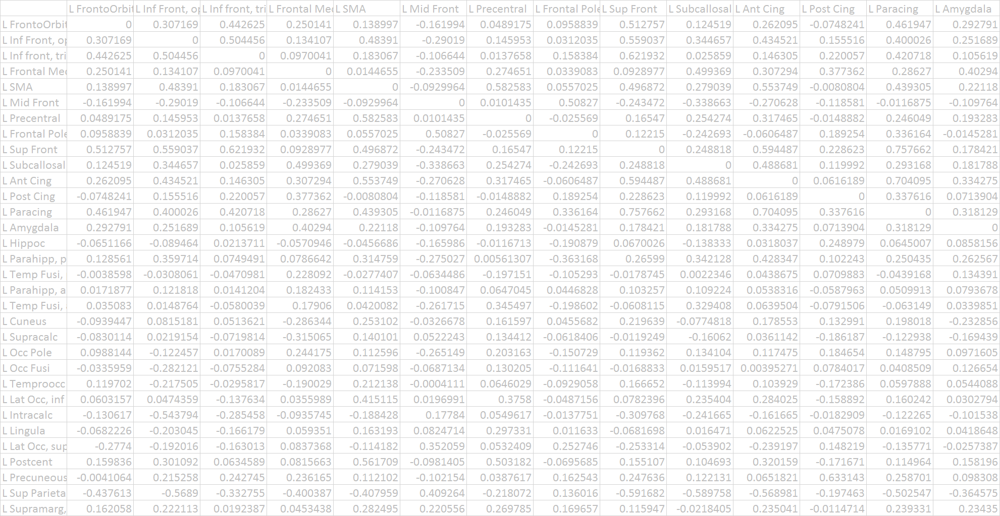 L FrontoOrbit L Inf Front, op L Inf front, tri L Frontal Med L SMA L Mid Front L Precentral L Frontal Pole L Sup Front L Subcallosal L Ant Cing L Post Cing L Paracing L Amygdala
L FrontoOrbit 0 0.307169 0.442625 0.250141 0.138997 -0.161994 0.0489175 0.0958839 0.512757 0.124519 0.262095 -0.0748241 0.461947 0.292791
L Inf Front, op 0.307169 0 0.504456 0.134107 0.48391 -0.29019 0.145953 0.0312035 0.559037 0.344657 0.434521 0.155516 0.400026 0.251689
L Inf front, tri 0.442625 0.504456 0 0.0970041 0.183067 -0.106644 0.0137658 0.158384 0.621932 0.025859 0.146305 0.220057 0.420718 0.105619
L Frontal Med 0.250141 0.134107 0.0970041 0 0.0144655 -0.233509 0.274651 0.0339083 0.0928977 0.499369 0.307294 0.377362 0.28627 0.40294
L SMA 0.138997 0.48391 0.183067 0.0144655 0 -0.0929964 0.582583 0.0557025 0.496872 0.279039 0.553749 -0.0080804 0.439305 0.22118
L Mid Front -0.161994 -0.29019 -0.106644 -0.233509 -0.0929964 0 0.0101435 0.50827 -0.243472 -0.338663 -0.270628 -0.118581 -0.0116875 -0.109764
L Precentral 0.0489175 0.145953 0.0137658 0.274651 0.582583 0.0101435 0 -0.025569 0.16547 0.254274 0.317465 -0.0148882 0.246049 0.193283
L Frontal Pole 0.0958839 0.0312035 0.158384 0.0339083 0.0557025 0.50827 -0.025569 0 0.12215 -0.242693 -0.0606487 0.189254 0.336164 -0.0145281
L Sup Front 0.512757 0.559037 0.621932 0.0928977 0.496872 -0.243472 0.16547 0.12215 0 0.248818 0.594487 0.228623 0.757662 0.178421
L Subcallosal 0.124519 0.344657 0.025859 0.499369 0.279039 -0.338663 0.254274 -0.242693 0.248818 0 0.488681 0.119992 0.293168 0.181788
L Ant Cing 0.262095 0.434521 0.146305 0.307294 0.553749 -0.270628 0.317465 -0.0606487 0.594487 0.488681 0 0.0616189 0.704095 0.334275
L Post Cing -0.0748241 0.155516 0.220057 0.377362 -0.0080804 -0.118581 -0.0148882 0.189254 0.228623 0.119992 0.0616189 0 0.337616 0.0713904
L Paracing 0.461947 0.400026 0.420718 0.28627 0.439305 -0.0116875 0.246049 0.336164 0.757662 0.293168 0.704095 0.337616 0 0.318129
L Amygdala 0.292791 0.251689 0.105619 0.40294 0.22118 -0.109764 0.193283 -0.0145281 0.178421 0.181788 0.334275 0.0713904 0.318129 0
L Hippoc -0.0651166 -0.089464 0.0213711 -0.0570946 -0.0456686 -0.165986 -0.0116713 -0.190879 0.0670026 -0.138333 0.0318037 0.248979 0.0645007 0.0858156
L Parahipp, p 0.128561 0.359714 0.0749491 0.0786642 0.314759 -0.275027 0.00561307 -0.363168 0.26599 0.342128 0.428347 0.102243 0.250435 0.262567
L Temp Fusi, -0.0038598 -0.0308061 -0.0470981 0.228092 -0.0277407 -0.0634486 -0.197151 -0.105293 -0.0178745 0.0022346 0.0438675 0.0709883 -0.0439168 0.134391
L Parahipp, a 0.0171877 0.121818 0.0141204 0.182433 0.114153 -0.100847 0.0647045 0.0446828 0.103257 0.109224 0.0538316 -0.0587963 0.0509913 0.0793678
L Temp Fusi, 0.035083 0.0148764 -0.0580039 0.17906 0.0420082 -0.261715 0.345497 -0.198602 -0.0608115 0.329408 0.0639504 -0.0791506 -0.063149 0.0339851
L Cuneus -0.0939447 0.0815181 0.0513621 -0.286344 0.253102 -0.0326678 0.161597 0.0455682 0.219639 -0.0774818 0.178553 0.132991 0.198018 -0.232856
L Supracalc -0.0830114 0.0219154 -0.0719814 -0.315065 0.140101 0.0522243 0.134412 -0.0618406 -0.0119249 -0.16062 0.0361142 -0.186187 -0.122938 -0.169439
L Occ Pole 0.0988144 -0.122457 0.0170089 0.244175 0.112596 -0.265149 0.203163 -0.150729 0.119362 0.134104 0.117475 0.184654 0.148795 0.0971605
L Occ Fusi -0.0335959 -0.282121 -0.0755284 0.092083 0.071598 -0.0687134 0.130205 -0.111641 -0.0168833 0.0159517 0.00395271 0.0784017 0.0408509 0.126654
L Temproocc 0.119702 -0.217505 -0.0295817 -0.190029 0.212138 -0.0004111 0.0646029 -0.0929058 0.166652 -0.113994 0.103929 -0.172386 0.0597888 0.0544088
L Lat Occ, inf 0.0603157 0.0474359 -0.137634 0.0355989 0.415115 0.0196991 0.3758 -0.0487156 0.0782396 0.235404 0.284025 -0.158892 0.160242 0.0302794
L Intracalc -0.130617 -0.543794 -0.285458 -0.0935745 -0.188428 0.17784 0.0549617 -0.0137751 -0.309768 -0.241665 -0.161665 -0.0182909 -0.122265 -0.101538
L Lingula -0.0682226 -0.203045 -0.166179 0.059351 0.163193 0.0824714 0.297331 0.011633 -0.0681698 0.016471 0.0622525 0.0475078 0.0169102 0.0418648
L Lat Occ, sup -0.2774 -0.192016 -0.163013 0.0837368 -0.114182 0.352059 0.0532409 0.252746 -0.253314 -0.053902 -0.239197 0.148219 -0.135771 -0.0257387
L Postcent 0.159836 0.301092 0.0634589 0.0815663 0.561709 -0.0981405 0.503182 -0.0695685 0.155107 0.104693 0.320159 -0.171671 0.114964 0.158196
L Precuneous -0.0041064 0.215258 0.242745 0.236165 0.112102 -0.102154 0.0387617 0.162543 0.247636 0.122131 0.0651821 0.633143 0.258701 0.098308
L Sup Parieta -0.437613 -0.5689 -0.332755 -0.400387 -0.407959 0.409264 -0.218072 0.136016 -0.591682 -0.589758 -0.568981 -0.197463 -0.502547 -0.364575
L Supramarg, 0.162058 0.222113 0.0192387 0.0453438 0.282495 0.220556 0.269785 0.169657 0.115947 -0.0218405 0.235041 -0.0114714 0.239331 0.23435